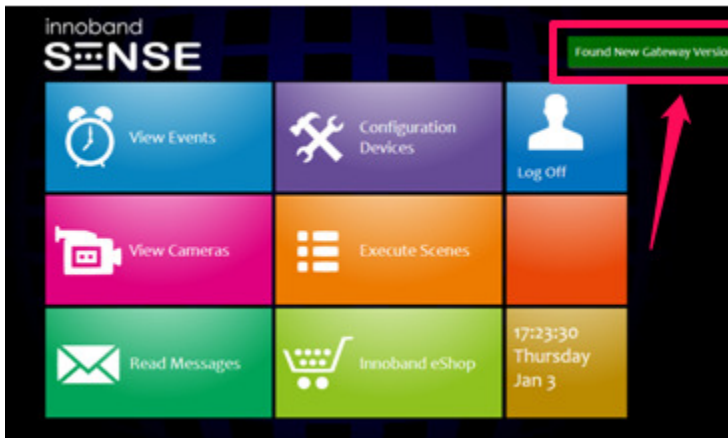 innoband
SENSE
Found New Gateway Versio
View Events
Configuration
Devices
Log Off
View Cameras
Execute Scenes
Read Messages
Innoband eShop
17:23:30
Thursday
Jan 3